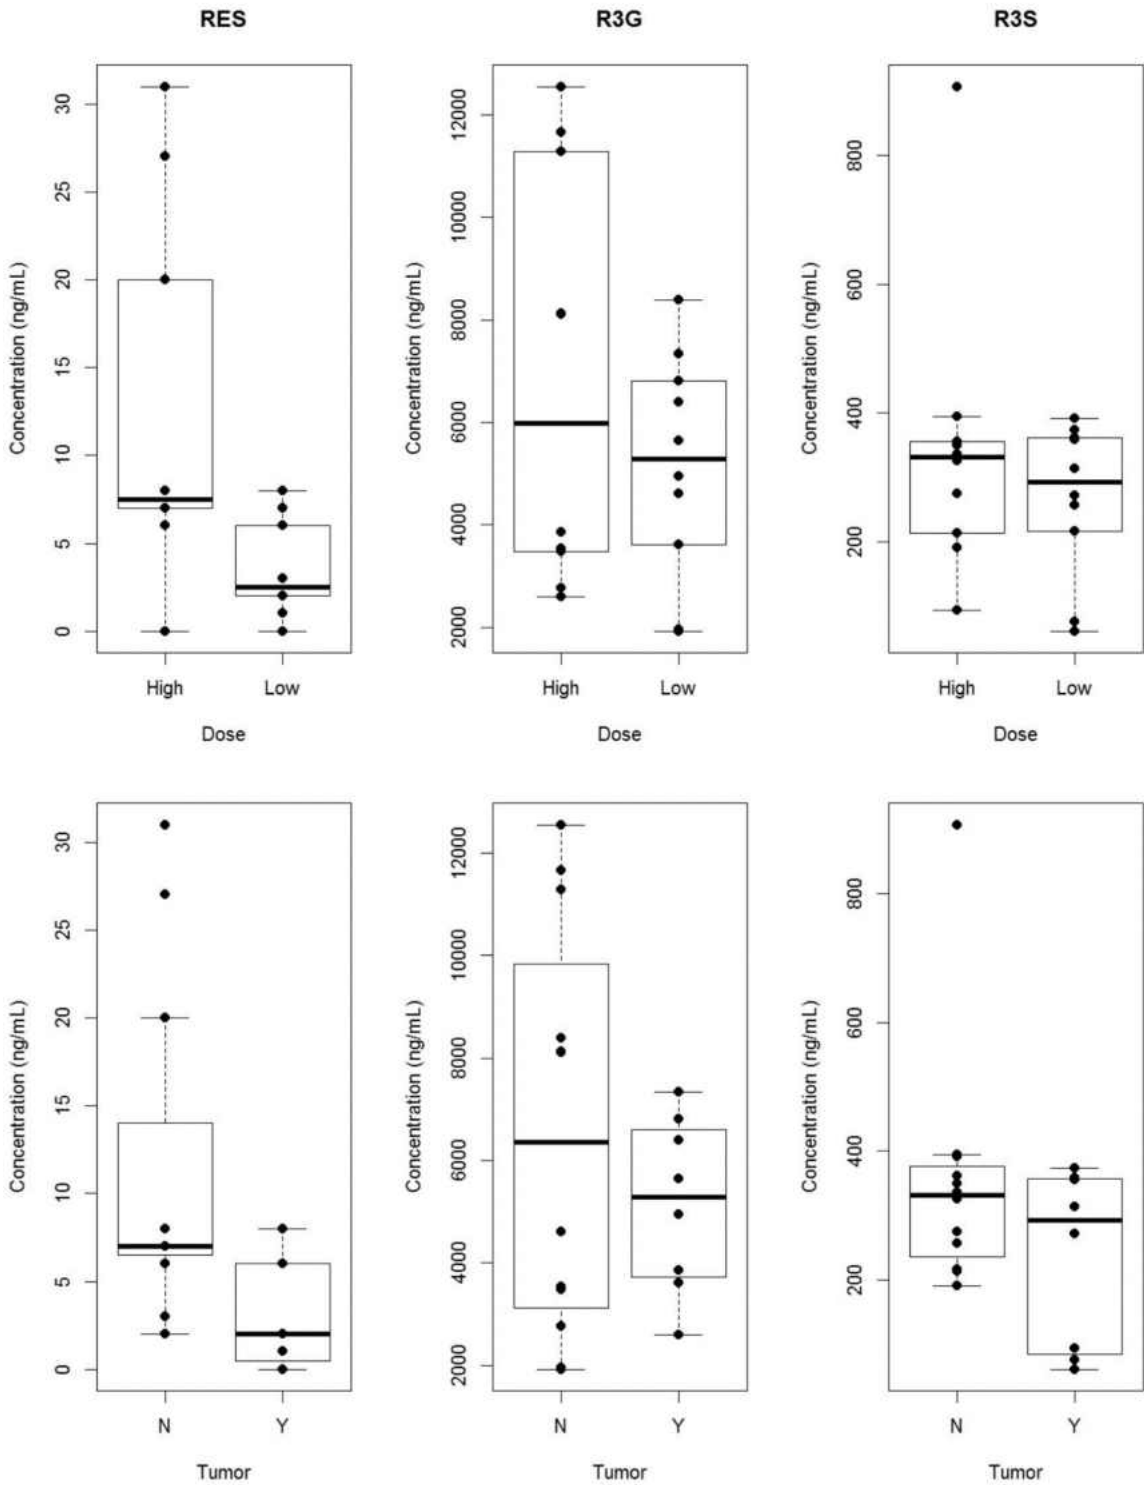 RES
R3G
R3S
Concentration (ng/mL)
0
5
10
15
20
25
30
High
Low
Dose
Concentration (ng/mL)
2000
4000
6000
8000
10000
12000
High
Low
Dose
Concentration (ng/mL)
200
400
600
800
High
Low
Dose
Concentration (ng/mL)
0
5
10
15
20
25
30
N
Y
Tumor
Concentration (ng/mL)
2000
4000
6000
8000
10000
12000
N
Y
Tumor
Concentration (ng/mL)
200
400
600
800
N
Y
Tumor